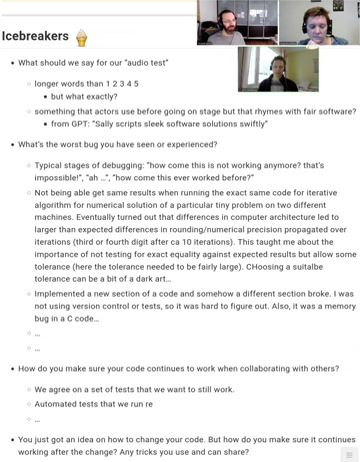 Icebreakers
What should we say for our "audio test"
longer words than 1 2 3 4 5
but what exactly?
something that actors use before going on stage but that rhymes with fair software?
from GPT: "Sally scripts sleek software solutions swiftly"
What's the worst bug you have seen or experienced?
Typical stages of debugging: "how come this is not working anymore? that's
impossible!", "ah ...", "how come this ever worked before?"
Not being able get same results when running the exact same code for iterative
algorithm for numerical solution of a particular tiny problem on two different
machines. Eventually turned out that differences in computer architecture led to
larger than expected differences in rounding/numerical precision propagated over
iterations (third or fourth digit after ca 10 iterations). This taught me about the
importance of not testing for exact equality against expected results but allow some
tolerance (here the tolerance needed to be fairly large). CHoosing a suitalbe
tolerance can be a bit of a dark art...
Implemented a new section of a code and somehow a different section broke. I was
not using version control or tests, so it was hard to figure out. Also, it was a memory
bug in a C code...
...
...
How do you make sure your code continues to work when collaborating with others?
We agree on a set of tests that we want to still work.
Automated tests that we run re
...
You just got an idea on how to change your code. But how do you make sure it continues
working after the change? Any tricks you use and can share?